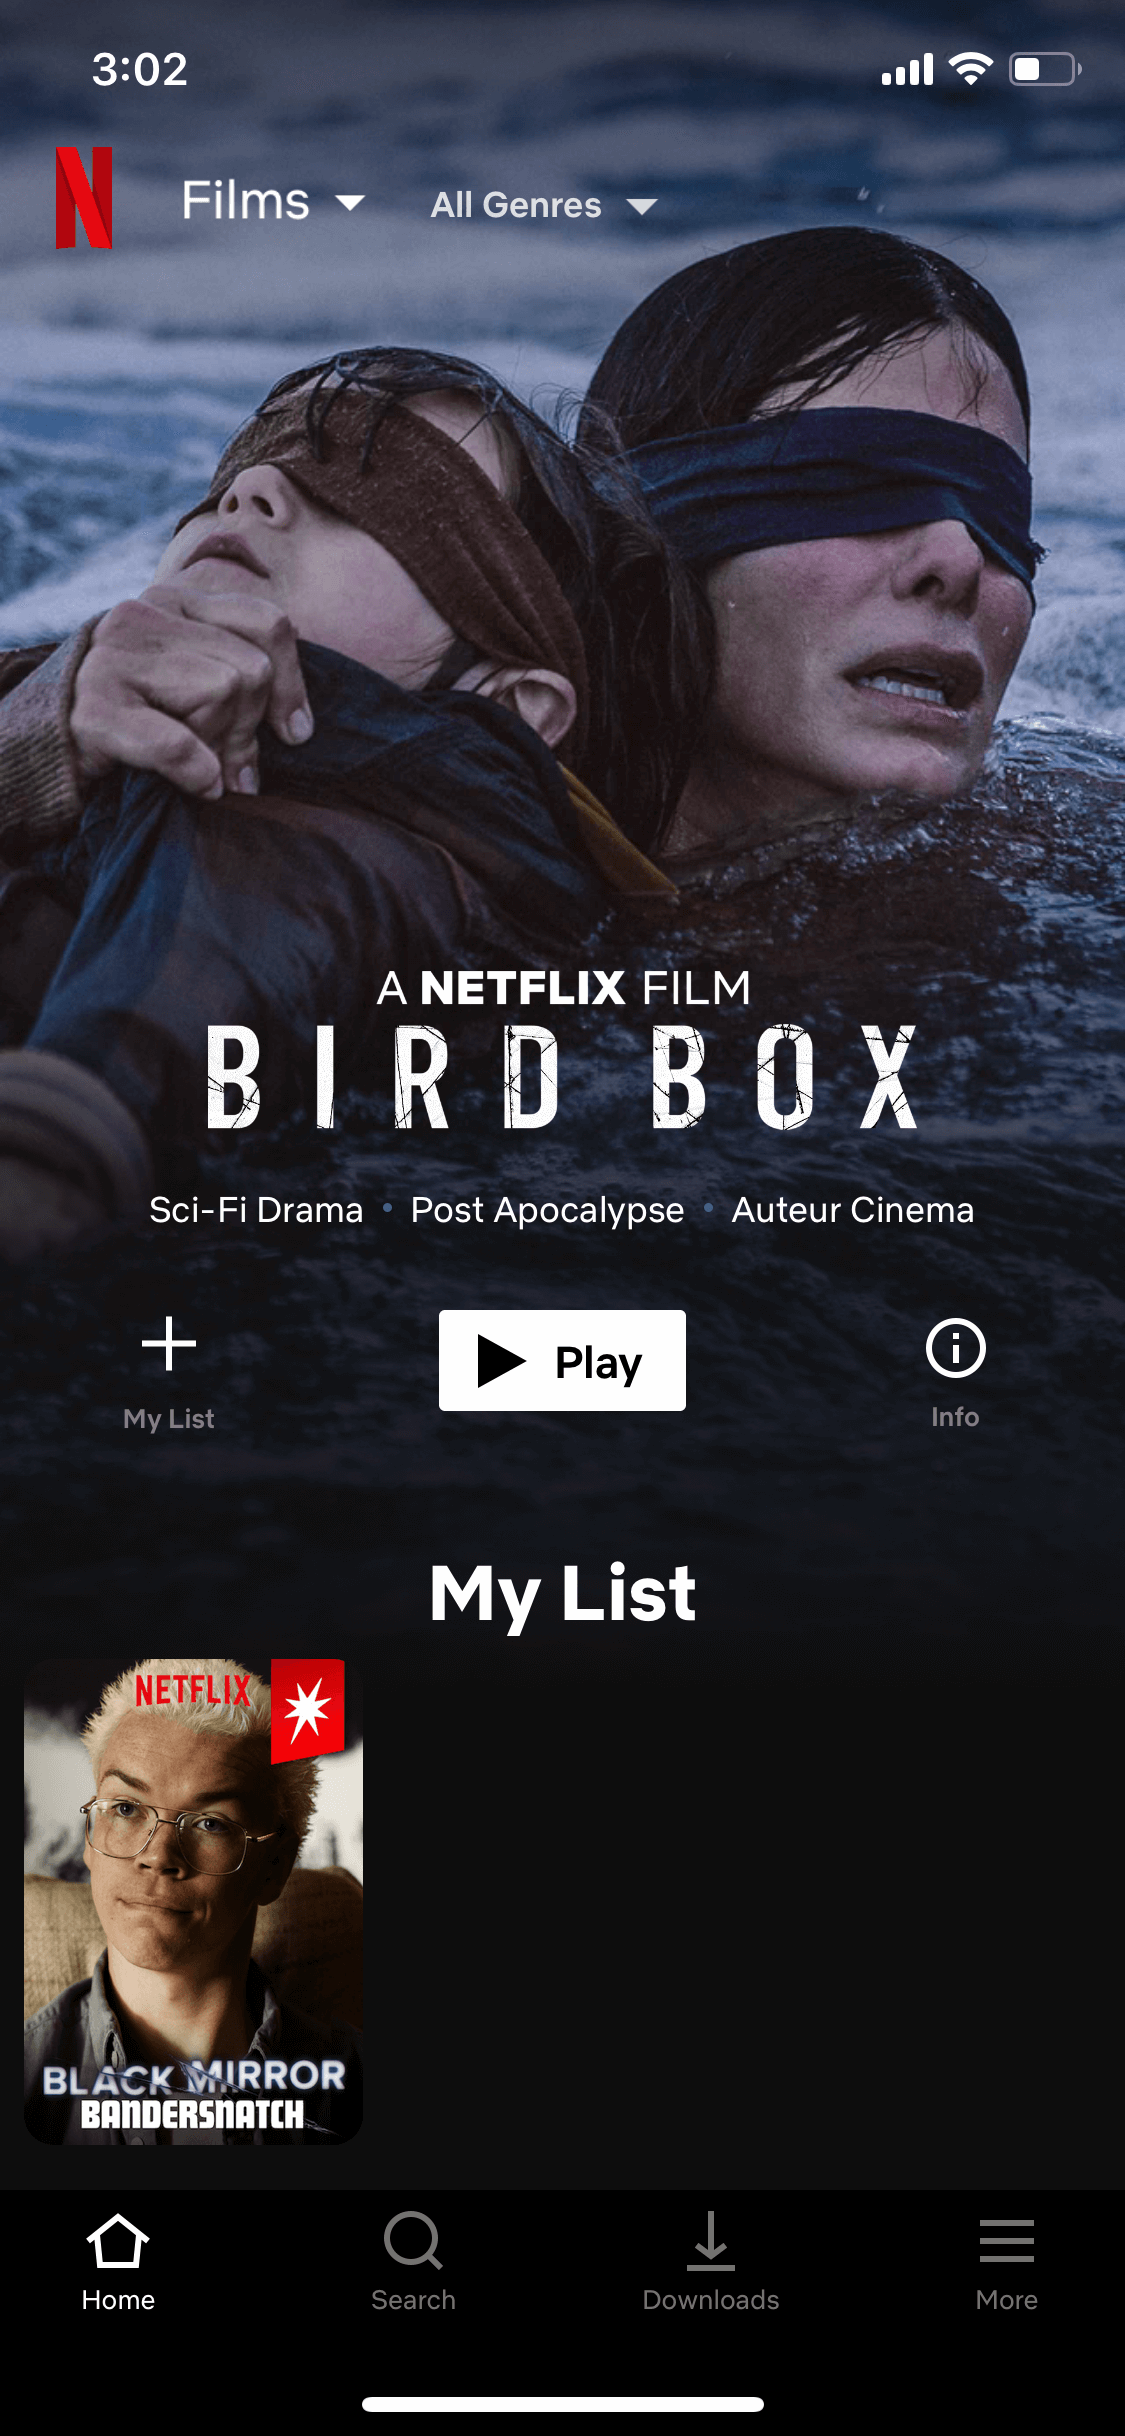 3:02
Films All Genres
A NETFLIX FILM
BIRD BOX
Sci-Fi Drama • Post Apocalypse • Auteur Cinema
Play
My List Info
My List
NETFLIX
BLACK MIRROR
BANDERSNATCH
Home Search Downloads More